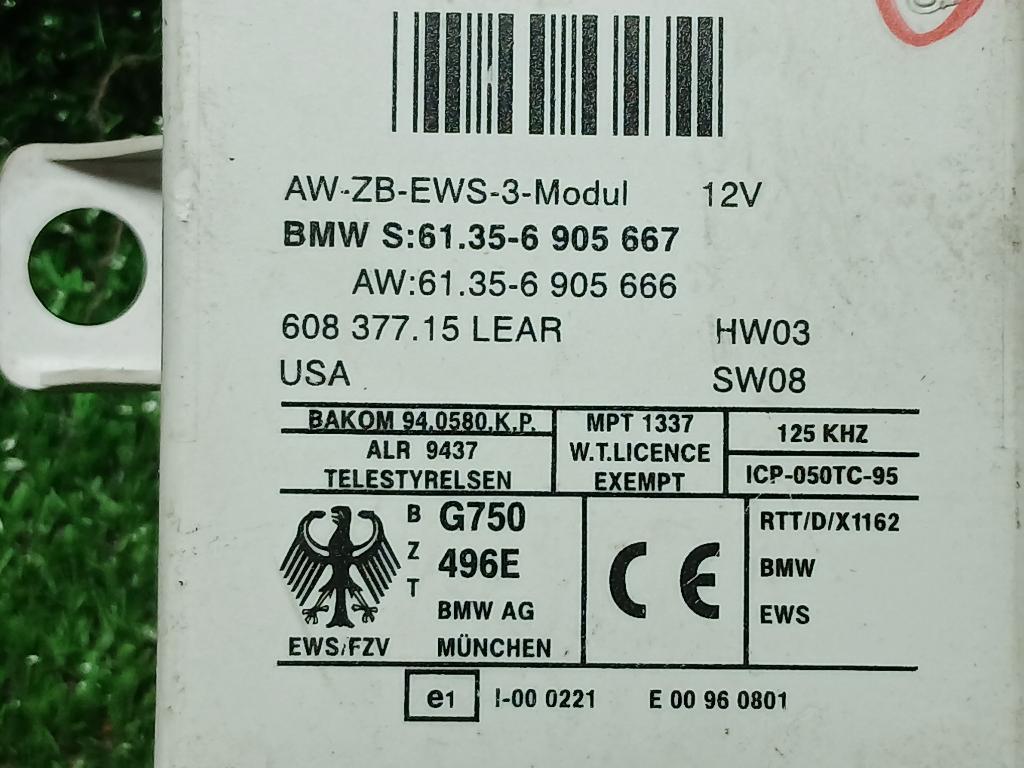 AW-ZB-EWS-3-Modul 12V
BMW S:61.35-6 905 667
AW:61.35-6 905 666
608 377.15 LEAR HW03
USA SW08
BAKOM 94.0580.K.P.
ALR 9437
TELESTYRELSEN
MPT 1337
W.T.LICENCE
EXEMPT
125 KHZ
ICP-050TC-95
BZT
G750
496E
BMW AG
MÜNCHEN
EWS/FZV
CE
RTT/D/X1162
BMW
EWS
e1 I-00 0221 E 00 96 0801